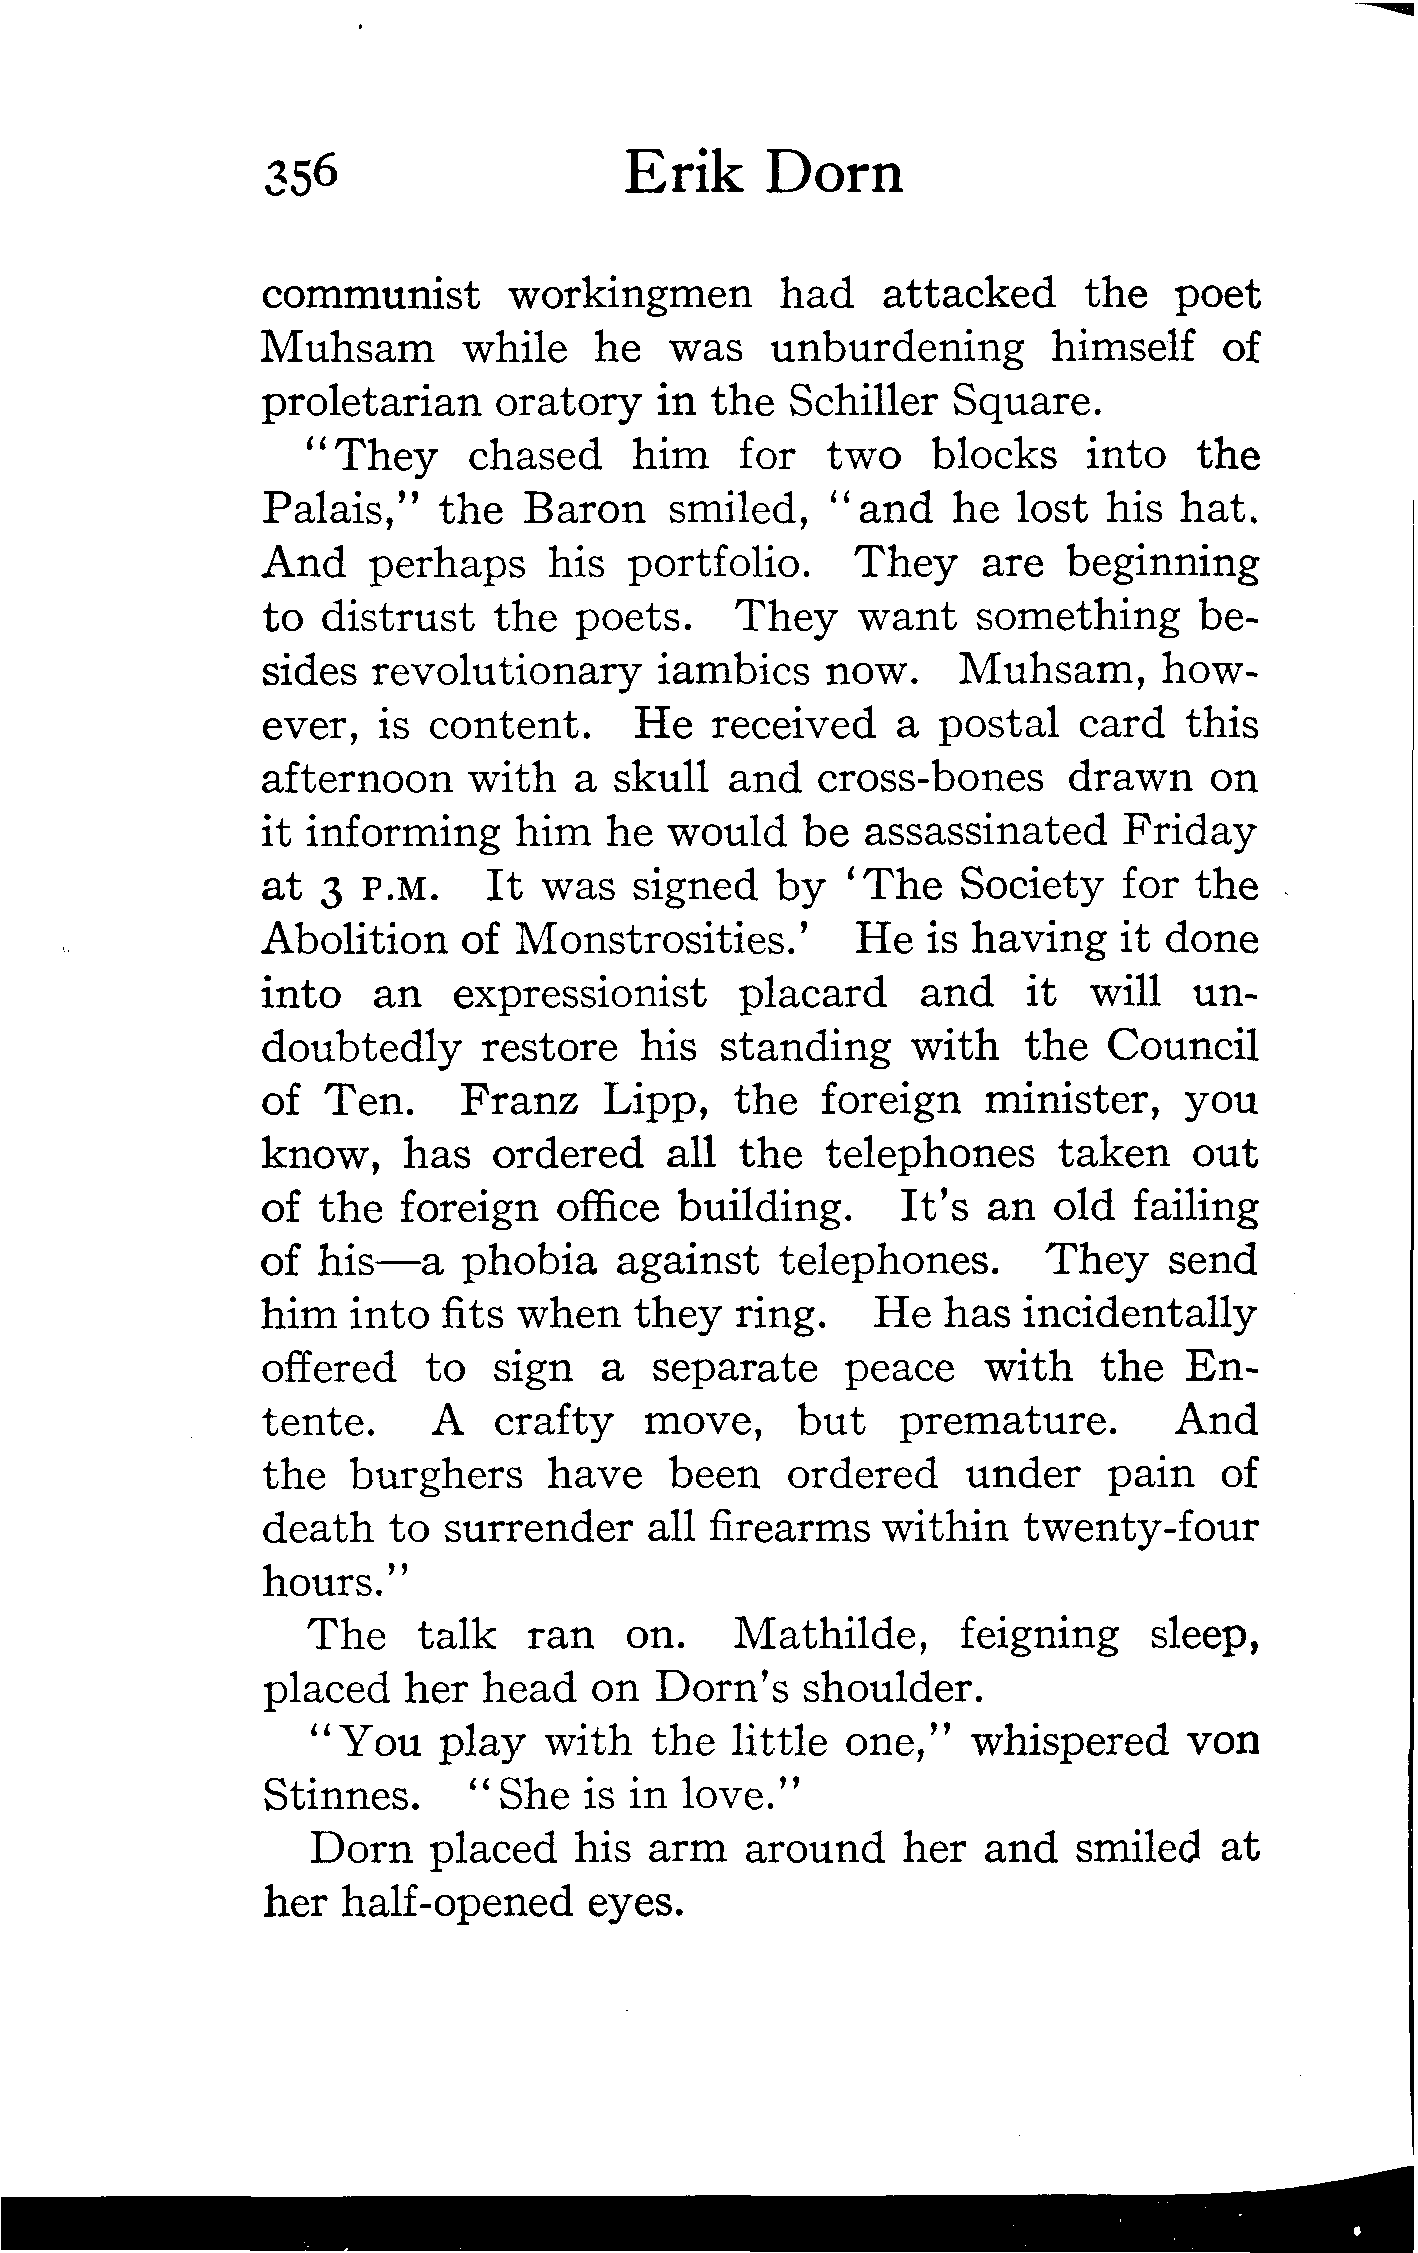 356 Erik Dorn
communist workingmen had attacked the poet
Muhsam while he was unburdening himself of
proletarian oratory in the Schiller Square.
"They chased him for two blocks into the
Palais," the Baron smiled, "and he lost his hat.
And perhaps his portfolio. They are beginning
to distrust the poets. They want something be-
sides revolutionary iambics now. Muhsam, how-
ever, is content. He received a postal card this
afternoon with a skull and cross-bones drawn on
it informing him he would be assassinated Friday
at 3 P.M. It was signed by 'The Society for the
Abolition of Monstrosities.' He is having it done
into an expressionist placard and it will un-
doubtedly restore his standing with the Council
of Ten. Franz Lipp, the foreign minister, you
know, has ordered all the telephones taken out
of the foreign office building. It's an old failing
of his—a phobia against telephones. They send
him into fits when they ring. He has incidentally
offered to sign a separate peace with the En-
tente. A crafty move, but premature. And
the burghers have been ordered under pain of
death to surrender all firearms within twenty-four
hours."
The talk ran on. Mathilde, feigning sleep,
placed her head on Dorn's shoulder.
"You play with the little one," whispered von
Stinnes. "She is in love."
Dorn placed his arm around her and smiled at
her half-opened eyes.